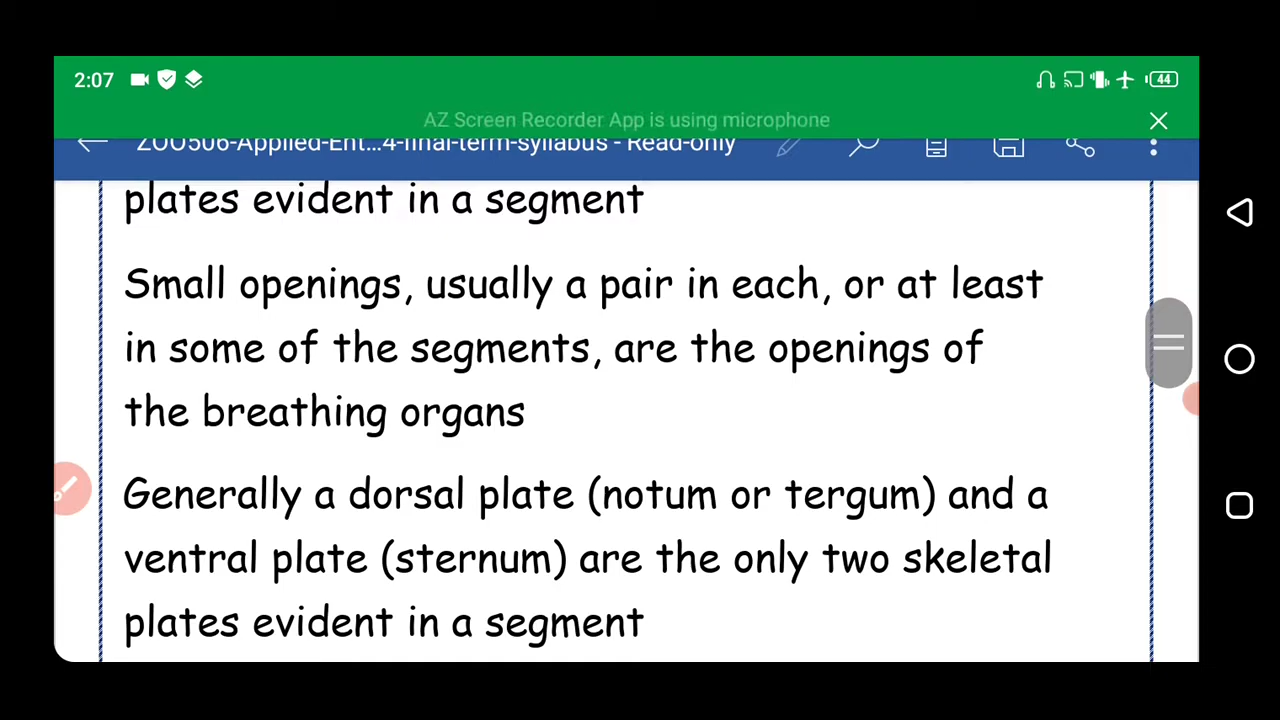 2:07
44
AZ Screen Recorder App is using microphone
ZOO506-Applied-Ent...4-final-term-syllabus - Read-only
plates evident in a segment
Small openings, usually a pair in each, or at least
in some of the segments, are the openings of
the breathing organs
Generally a dorsal plate (notum or tergum) and a
ventral plate (sternum) are the only two skeletal
plates evident in a segment